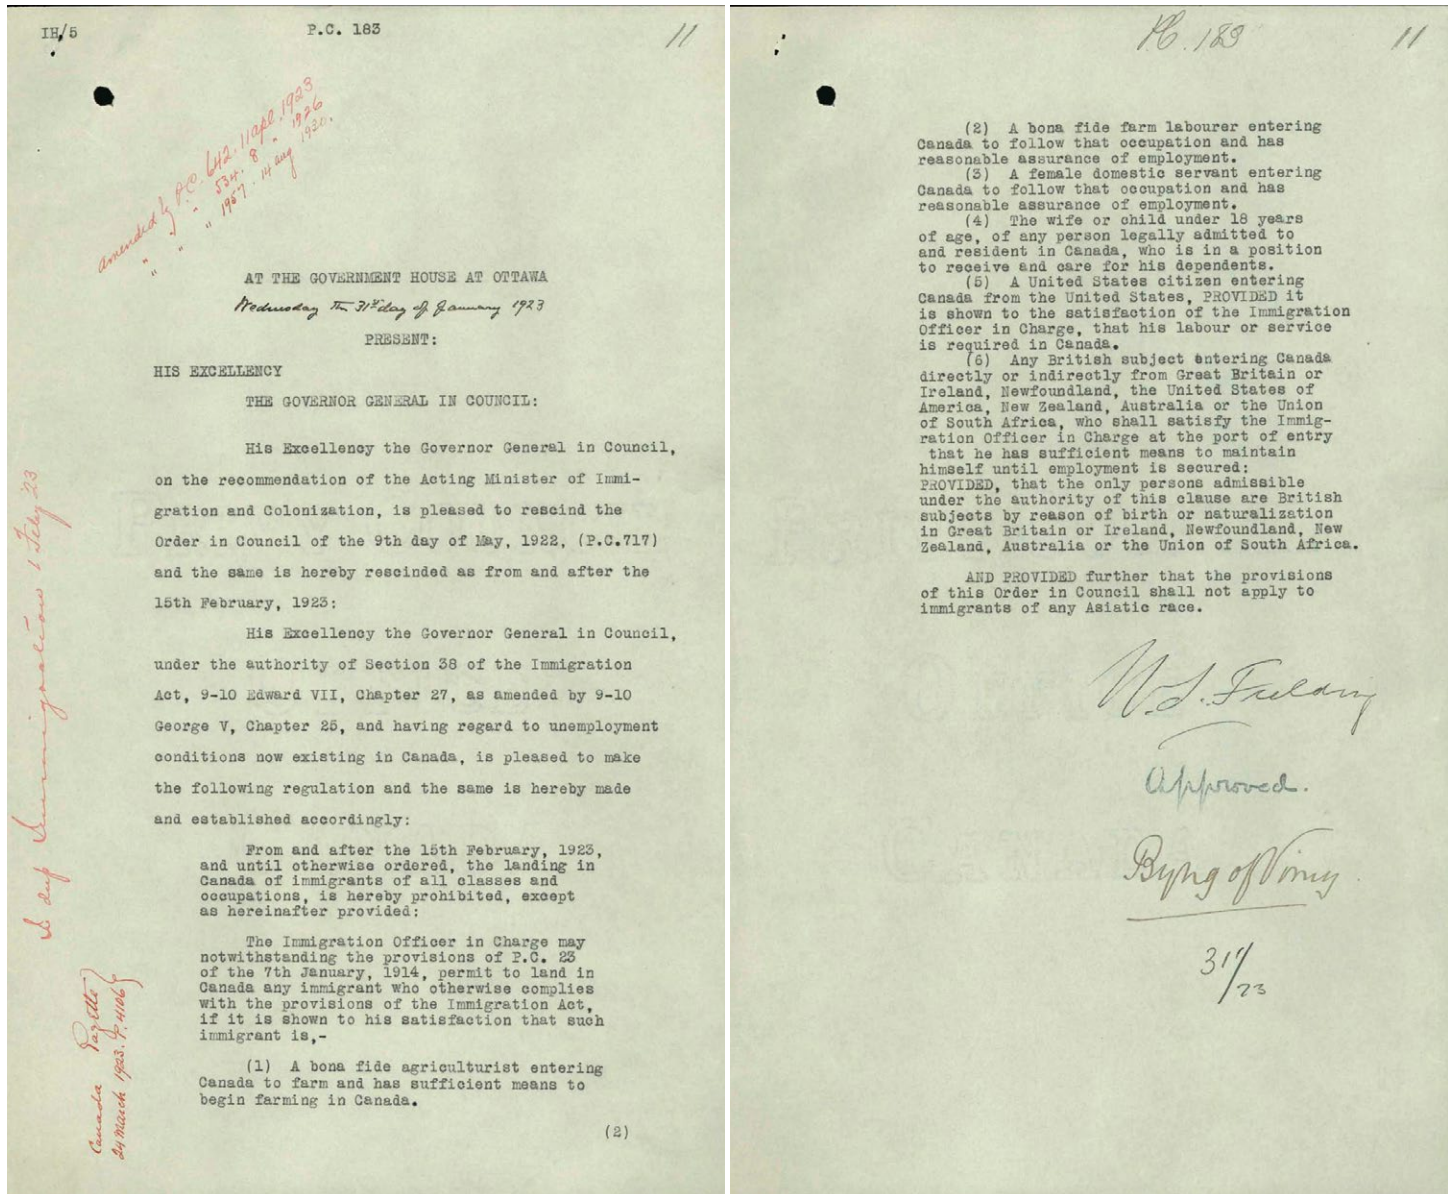 IH/5
P.C. 183
11
amended by P.C. 642. 11 apl. 1923
" " 534. 8 " 1926
" " 1957. 14 aug 1930.
AT THE GOVERNMENT HOUSE AT OTTAWA
Wednesday the 31st day of January 1923
PRESENT:
HIS EXCELLENCY
THE GOVERNOR GENERAL IN COUNCIL:
His Excellency the Governor General in Council,
on the recommendation of the Acting Minister of Immi-
gration and Colonization, is pleased to rescind the
Order in Council of the 9th day of May, 1922, (P.C.717)
and the same is hereby rescinded as from and after the
15th February, 1923:
His Excellency the Governor General in Council,
under the authority of Section 38 of the Immigration
Act, 9-10 Edward VII, Chapter 27, as amended by 9-10
George V, Chapter 25, and having regard to unemployment
conditions now existing in Canada, is pleased to make
the following regulation and the same is hereby made
and established accordingly:
From and after the 15th February, 1923,
and until otherwise ordered, the landing in
Canada of immigrants of all classes and
occupations, is hereby prohibited, except
as hereinafter provided:
The Immigration Officer in Charge may
notwithstanding the provisions of P.C. 23
of the 7th January, 1914, permit to land in
Canada any immigrant who otherwise complies
with the provisions of the Immigration Act,
if it is shown to his satisfaction that such
immigrant is,-
(1) A bona fide agriculturist entering
Canada to farm and has sufficient means to
begin farming in Canada.
(2)
Immigration 1 Feby '23
Canada Gazette
24 March 1923. P. 4106
PC. 183
11
(2) A bona fide farm labourer entering
Canada to follow that occupation and has
reasonable assurance of employment.
(3) A female domestic servant entering
Canada to follow that occupation and has
reasonable assurance of employment.
(4) The wife or child under 18 years
of age, of any person legally admitted to
and resident in Canada, who is in a position
to receive and care for his dependents.
(5) A United States citizen entering
Canada from the United States, PROVIDED it
is shown to the satisfaction of the Immigration
Officer in Charge, that his labour or service
is required in Canada.
(6) Any British subject entering Canada
directly or indirectly from Great Britain or
Ireland, Newfoundland, the United States of
America, New Zealand, Australia or the Union
of South Africa, who shall satisfy the Immig-
ration Officer in Charge at the port of entry
that he has sufficient means to maintain
himself until employment is secured:
PROVIDED, that the only persons admissible
under the authority of this clause are British
subjects by reason of birth or naturalization
in Great Britain or Ireland, Newfoundland, New
Zealand, Australia or the Union of South Africa.
AND PROVIDED further that the provisions
of this Order in Council shall not apply to
immigrants of any Asiatic race.
W.S. Fielding
Approved.
Byng of Vimy
31/1/23